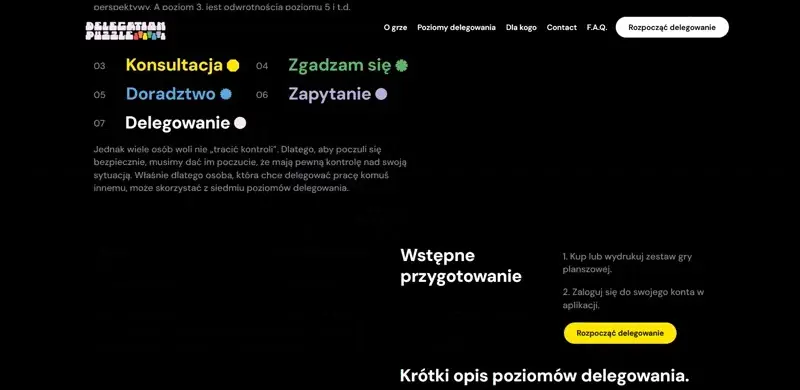 perspektywy. A poziom 3. jest odwrotnością poziomu 5 i t.d.
DELEGATION
PUZZLE
O grze Poziomy delegowania Dla kogo Contact F.A.Q. Rozpocząć delegowanie
03 Konsultacja 04 Zgadzam się
05 Doradztwo 06 Zapytanie
07 Delegowanie
Jednak wiele osób woli nie „tracić kontroli”. Dlatego, aby poczuli się
bezpiecznie, musimy dać im poczucie, że mają pewną kontrolę nad swoją
sytuacją. Właśnie dlatego osoba, która chce delegować pracę komuś
innemu, może skorzystać z siedmiu poziomów delegowania.
Wstępne
przygotowanie
1. Kup lub wydrukuj zestaw gry
planszowej.
2. Zaloguj się do swojego konta w
aplikacji.
Rozpocząć delegowanie
Krótki opis poziomów delegowania.